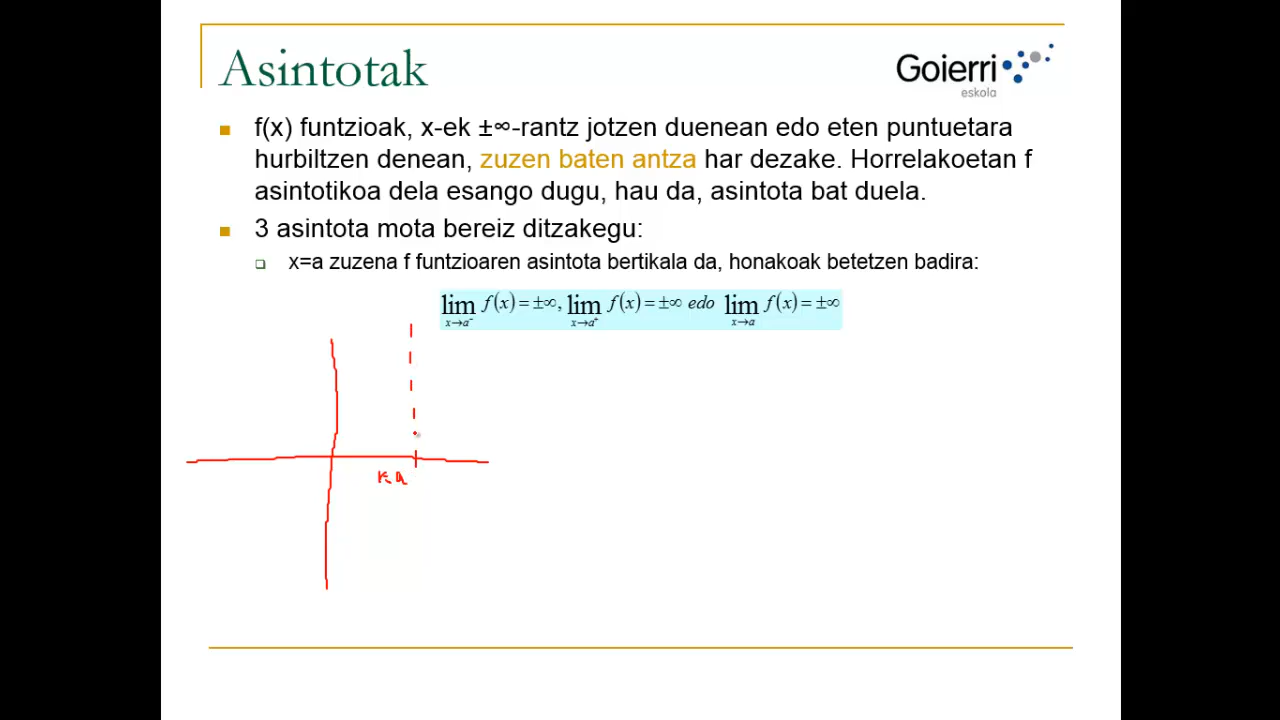 Asintotak
Goierri
eskola
f(x) funtzioak, x-ek ±∞-rantz jotzen duenean edo eten puntuetara
hurbiltzen denean, zuzen baten antza har dezake. Horrelakoetan f
asintotikoa dela esango dugu, hau da, asintota bat duela.
3 asintota mota bereiz ditzakegu:
x=a zuzena f funtzioaren asintota bertikala da, honakoak betetzen badira:
lim x→a⁻ f(x) = ±∞, lim x→a⁺ f(x) = ±∞ edo lim x→a f(x) = ±∞